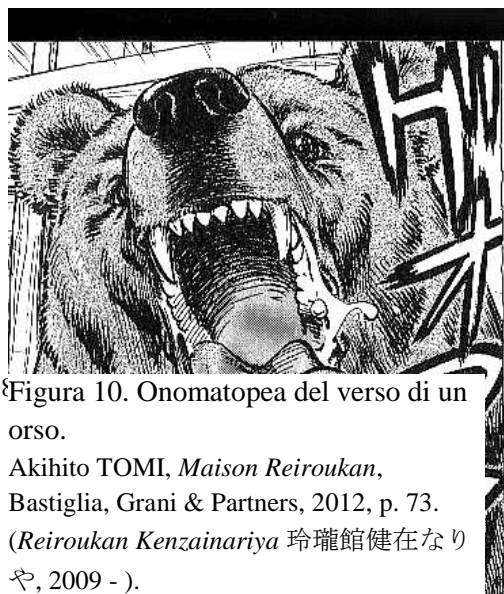 Figura 10. Onomatopea del verso di un
orso.
Akihito TOMI, Maison Reiroukan,
Bastiglia, Grani & Partners, 2012, p. 73.
(Reiroukan Kenzainariya 玲瓏館健在なり
や, 2009 - ).